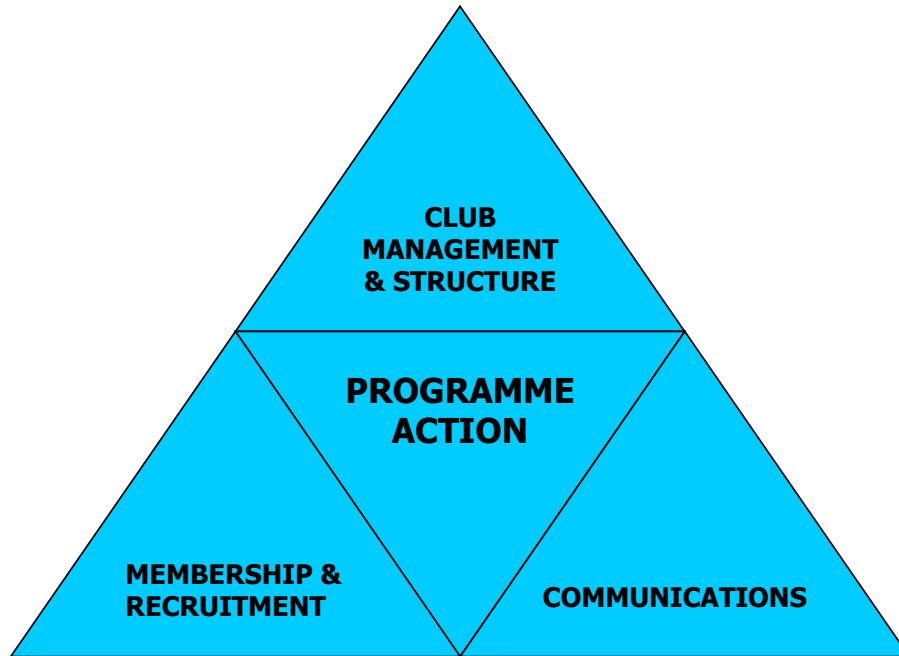 CLUB
MANAGEMENT
& STRUCTURE
PROGRAMME
ACTION
MEMBERSHIP &
RECRUITMENT
COMMUNICATIONS